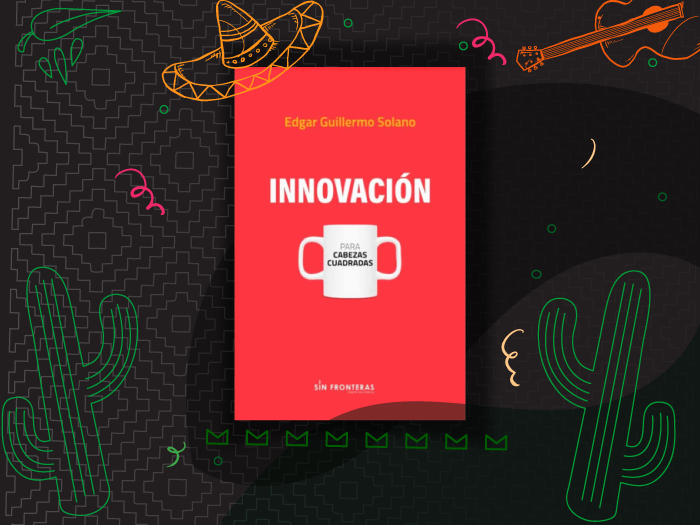 Edgar Guillermo Solano
INNOVACIÓN
PARA
CABEZAS
CUADRADAS
SIN FRONTERAS